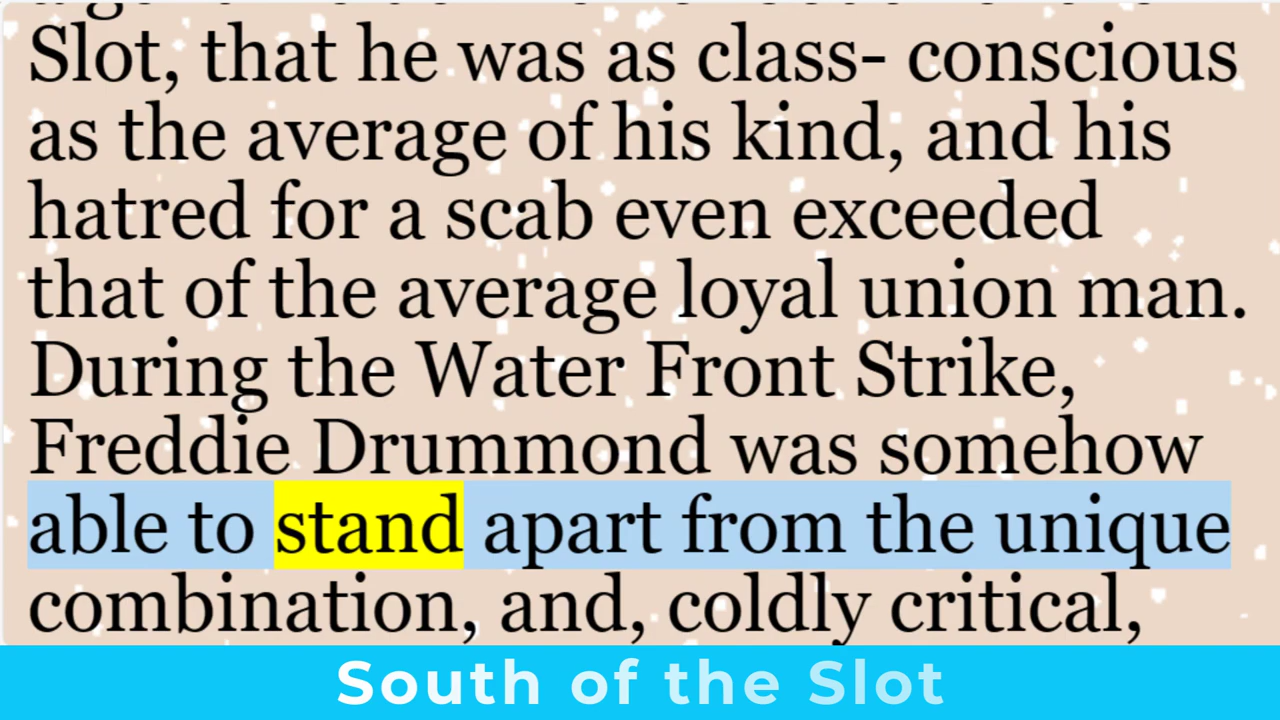 Slot, that he was as class- conscious
as the average of his kind, and his
hatred for a scab even exceeded
that of the average loyal union man.
During the Water Front Strike,
Freddie Drummond was somehow
able to stand apart from the unique
combination, and, coldly critical,
South of the Slot